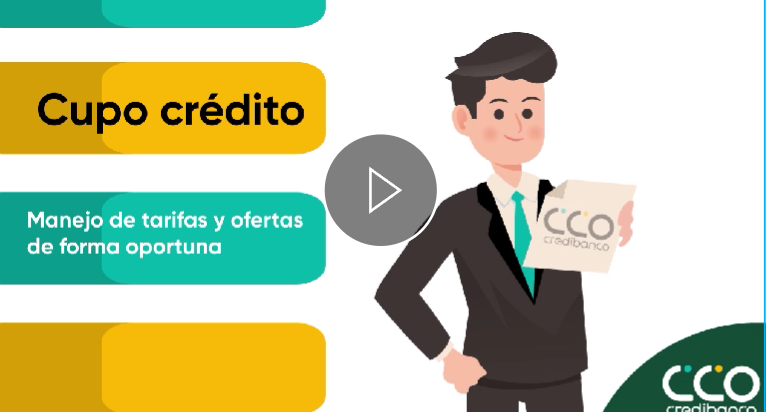 Cupo crédito
Manejo de tarifas y ofertas
de forma oportuna
CCO
credibanco
CCO
credibanco